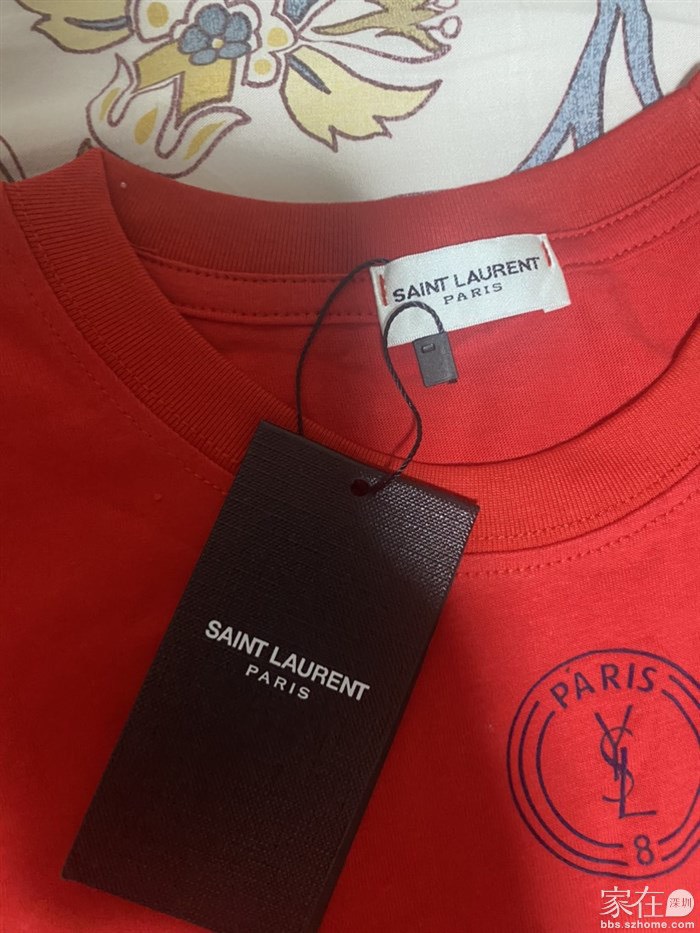 SAINT LAURENT
PARIS
SAINT LAURENT
PARIS
PARIS
YSL
8
家在深圳
bbs.szhome.com